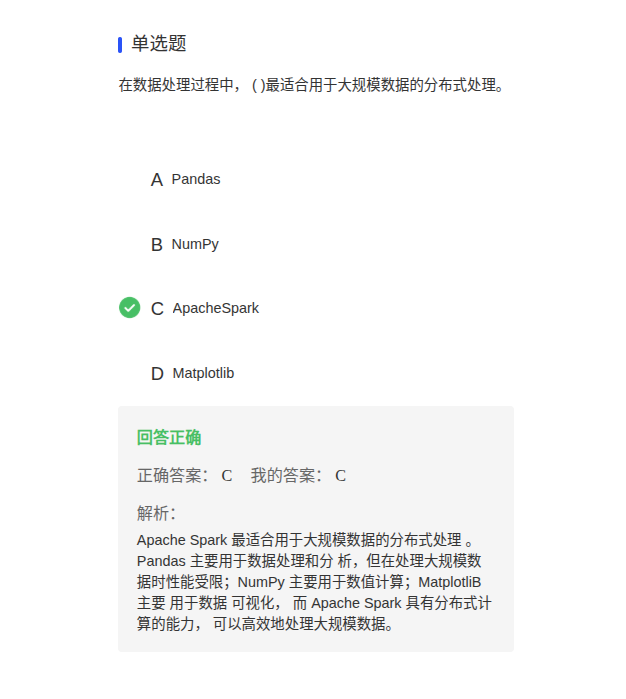 单选题
在数据处理过程中， ( )最适合用于大规模数据的分布式处理。
A Pandas
B NumPy
C ApacheSpark
D Matplotlib
回答正确
正确答案： C 我的答案： C
解析：
Apache Spark 最适合用于大规模数据的分布式处理 。
Pandas 主要用于数据处理和分 析，但在处理大规模数
据时性能受限；NumPy 主要用于数值计算；MatplotliB
主要 用于数据 可视化， 而 Apache Spark 具有分布式计
算的能力， 可以高效地处理大规模数据。